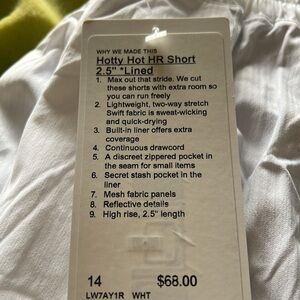 WHY WE MADE THIS
Hotty Hot HR Short
2.5" *Lined
1. Max out that stride. We cut
these shorts with extra room so
you can run freely
2. Lightweight, two-way stretch
Swift fabric is sweat-wicking
and quick-drying
3. Built-in liner offers extra
coverage
4. Continuous drawcord
5. A discreet zippered pocket in
the seam for small items
6. Secret stash pocket in the
liner
7. Mesh fabric panels
8. Reflective details
9. High rise, 2.5" length
14 $68.00
LW7AY1R WHT